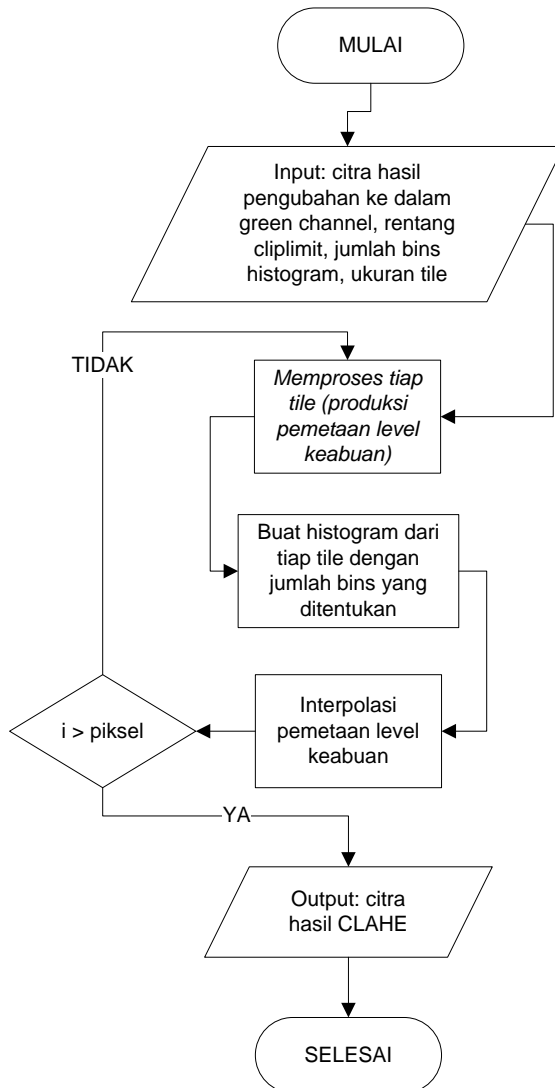 MULAI
Input: citra hasil
pengubahan ke dalam
green channel, rentang
cliplimit, jumlah bins
histogram, ukuran tile
TIDAK
Memproses tiap
tile (produksi
pemetaan level
keabuan)
Buat histogram dari
tiap tile dengan
jumlah bins yang
ditentukan
Interpolasi
pemetaan level
keabuan
i > piksel
YA
Output: citra
hasil CLAHE
SELESAI